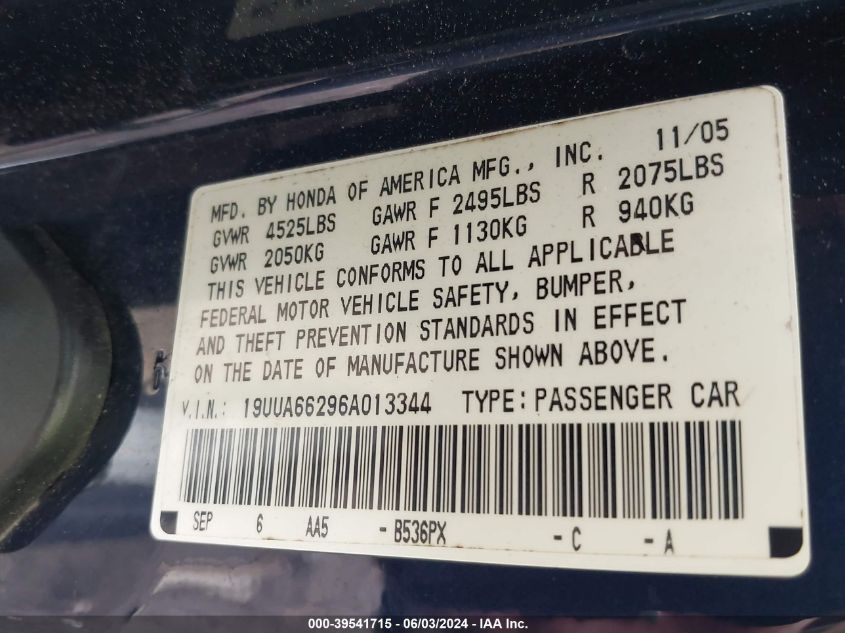 MFD. BY HONDA OF AMERICA MFG., INC. 11/05
GVWR 4525LBS GAWR F 2495LBS R 2075LBS
GVWR 2050KG GAWR F 1130KG R 940KG
THIS VEHICLE CONFORMS TO ALL APPLICABLE
FEDERAL MOTOR VEHICLE SAFETY, BUMPER,
AND THEFT PREVENTION STANDARDS IN EFFECT
ON THE DATE OF MANUFACTURE SHOWN ABOVE.
V.I.N.: 19UUA66296A013344 TYPE: PASSENGER CAR
SEP 6 AA5 - B536PX - C - A
000-39541715 - 06/03/2024 - IAA Inc.